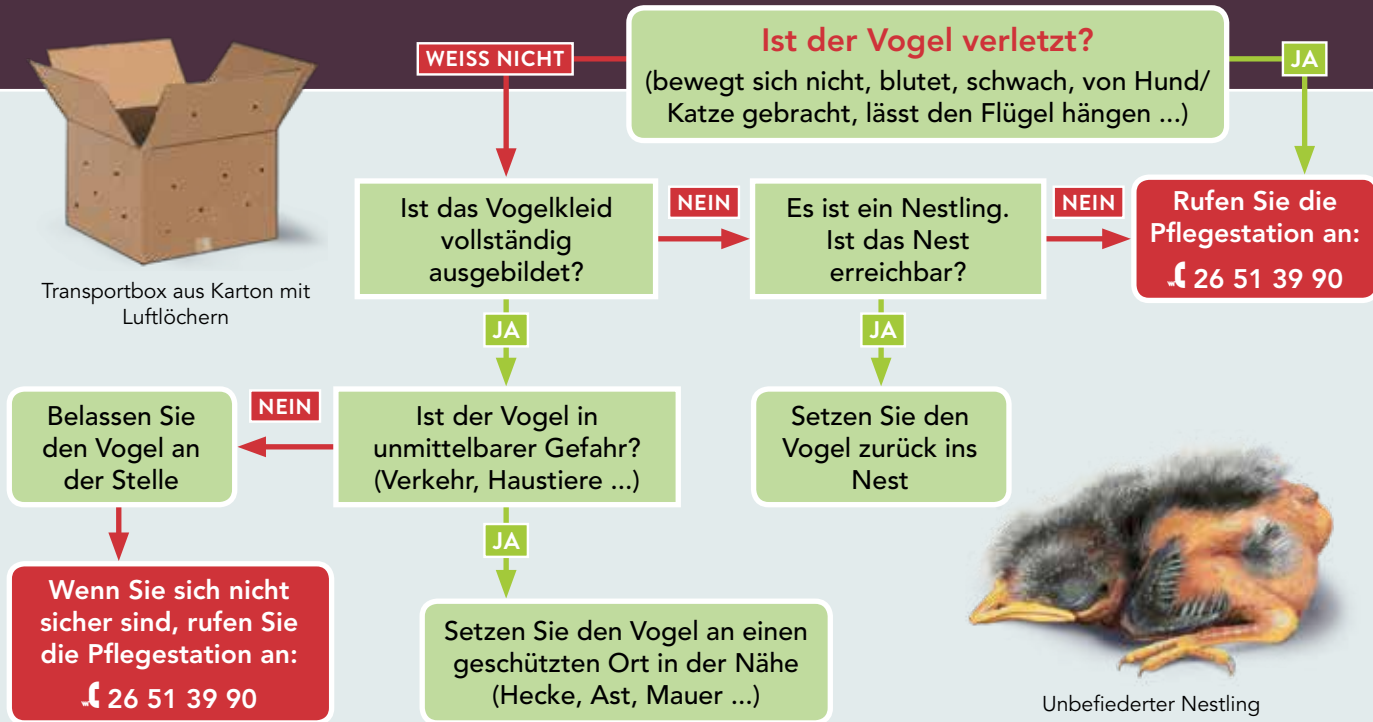 Ist der Vogel verletzt?
(bewegt sich nicht, blutet, schwach, von Hund/
Katze gebracht, lässt den Flügel hängen ...)
WEISS NICHT
JA
Transportbox aus Karton mit
Luftlöchern
Ist das Vogelkleid
vollständig
ausgebildet?
NEIN
Es ist ein Nestling.
Ist das Nest
erreichbar?
NEIN
Rufen Sie die
Pflegestation an:
26 51 39 90
JA
JA
Belassen Sie
den Vogel an
der Stelle
NEIN
Ist der Vogel in
unmittelbarer Gefahr?
(Verkehr, Haustiere ...)
Setzen Sie den
Vogel zurück ins
Nest
JA
Wenn Sie sich nicht
sicher sind, rufen Sie
die Pflegestation an:
26 51 39 90
Setzen Sie den Vogel an einen
geschützten Ort in der Nähe
(Hecke, Ast, Mauer ...)
Unbefiederter Nestling